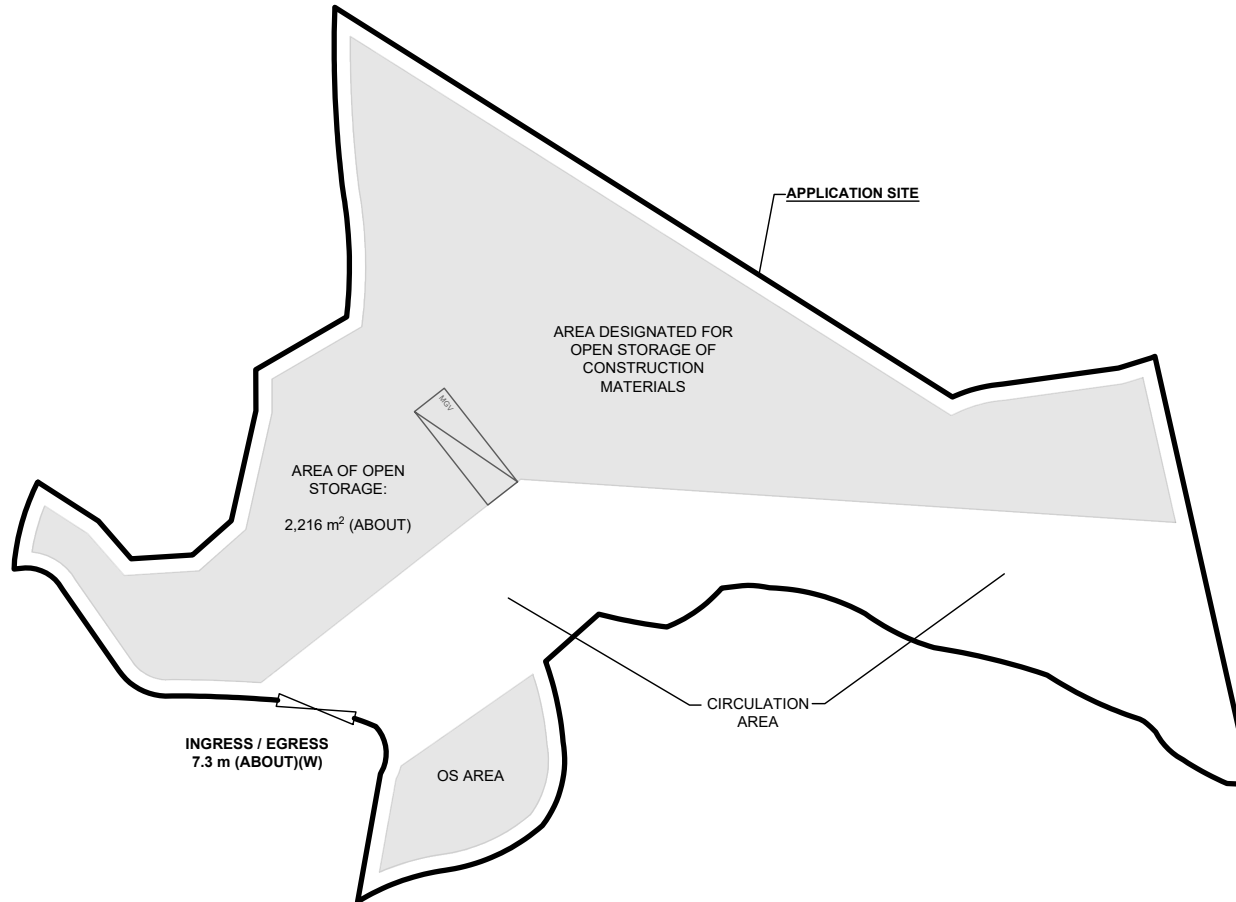 APPLICATION SITE
AREA DESIGNATED FOR
OPEN STORAGE OF
CONSTRUCTION
MATERIALS
MGV
AREA OF OPEN
STORAGE:
2,216 m² (ABOUT)
CIRCULATION
AREA
INGRESS / EGRESS
7.3 m (ABOUT)(W)
OS AREA